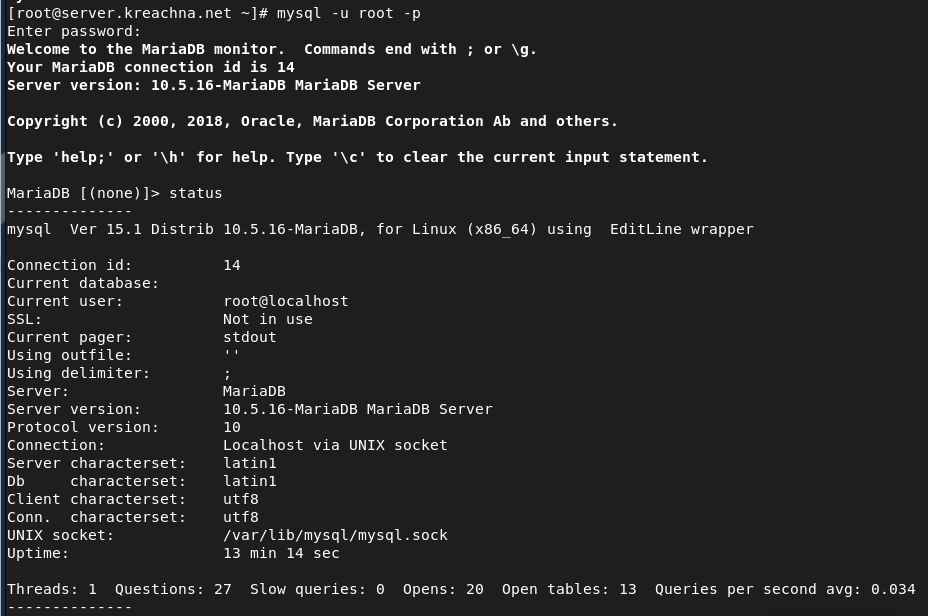 [root@server.kreachna.net ~]# mysql -u root -p
Enter password:
Welcome to the MariaDB monitor.  Commands end with ; or \g.
Your MariaDB connection id is 14
Server version: 10.5.16-MariaDB MariaDB Server

Copyright (c) 2000, 2018, Oracle, MariaDB Corporation Ab and others.

Type 'help;' or '\h' for help. Type '\c' to clear the current input statement.

MariaDB [(none)]> status
--------------
mysql  Ver 15.1 Distrib 10.5.16-MariaDB, for Linux (x86_64) using  EditLine wrapper

Connection id:          14
Current database:
Current user:           root@localhost
SSL:                    Not in use
Current pager:          stdout
Using outfile:          ''
Using delimiter:        ;
Server:                 MariaDB
Server version:         10.5.16-MariaDB MariaDB Server
Protocol version:       10
Connection:             Localhost via UNIX socket
Server characterset:    latin1
Db     characterset:    latin1
Client characterset:    utf8
Conn.  characterset:    utf8
UNIX socket:            /var/lib/mysql/mysql.sock
Uptime:                 13 min 14 sec

Threads: 1  Questions: 27  Slow queries: 0  Opens: 20  Open tables: 13  Queries per second avg: 0.034
--------------